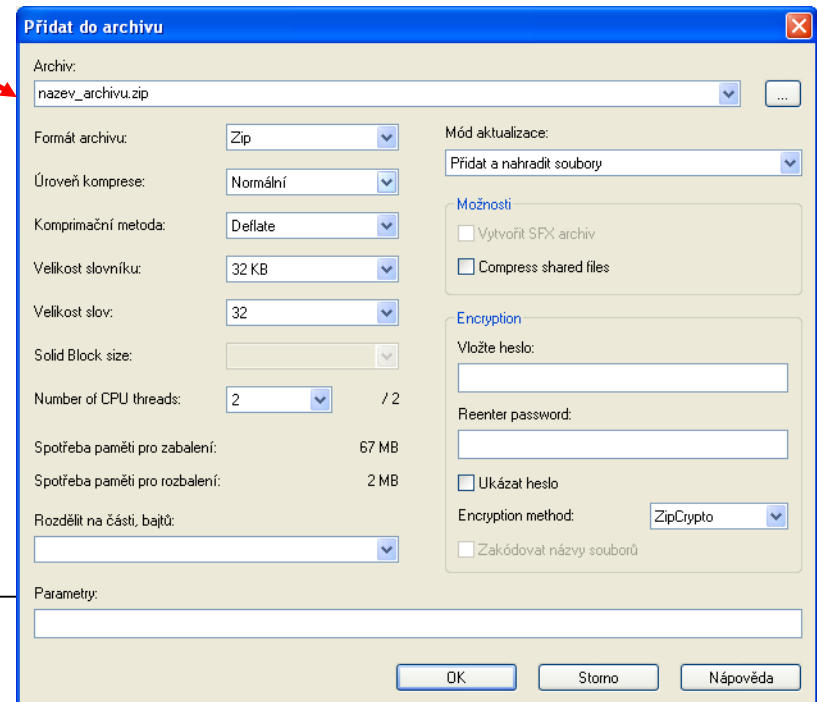 Přidat do archivu
Archiv:
nazev_archivu.zip
...
Formát archivu:
Zip
Úroveň komprese:
Normální
Komprimační metoda:
Deflate
Velikost slovníku:
32 KB
Velikost slov:
32
Solid Block size:
Number of CPU threads:
2
/ 2
Spotřeba paměti pro zabalení:
67 MB
Spotřeba paměti pro rozbalení:
2 MB
Rozdělit na části, bajtů:
Mód aktualizace:
Přidat a nahradit soubory
Možnosti
Vytvořit SFX archiv
Compress shared files
Encryption
Vložte heslo:
Reenter password:
Ukázat heslo
Encryption method:
ZipCrypto
Zakódovat názvy souborů
Parametry:
OK
Storno
Nápověda